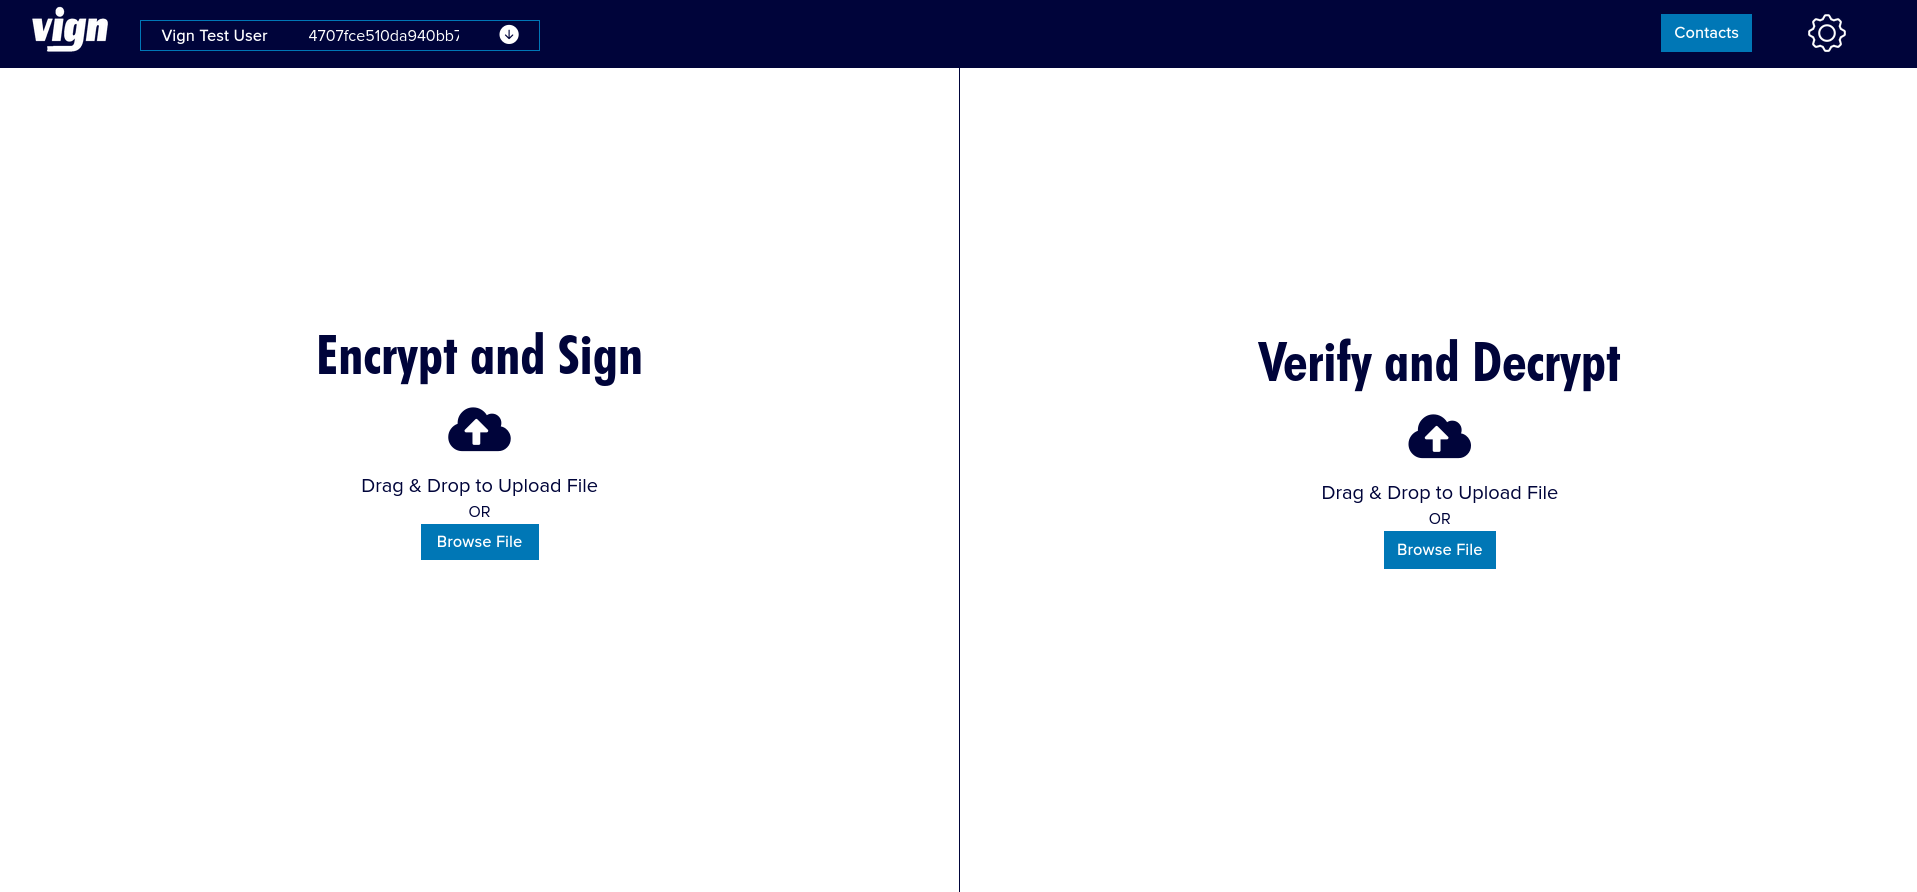 vign
Vign Test User 4707fce510da940bb7
Contacts
Encrypt and Sign
Drag & Drop to Upload File
OR
Browse File
Verify and Decrypt
Drag & Drop to Upload File
OR
Browse File